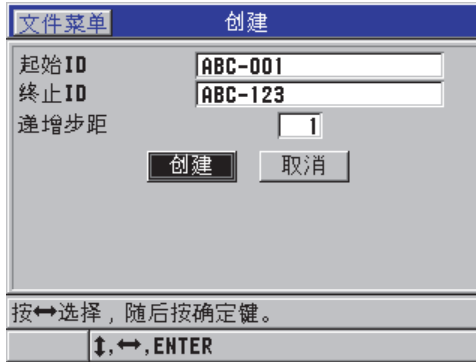 文件菜单 创建
起始ID ABC-001
终止ID ABC-123
递增步距 1
创建 取消
按↔选择，随后按确定键。
↕,↔,ENTER